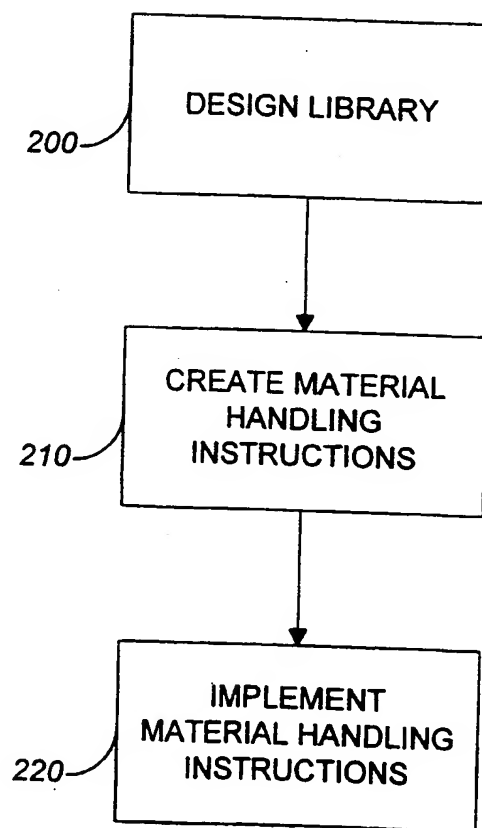 DESIGN LIBRARY
200
CREATE MATERIAL
HANDLING
INSTRUCTIONS
210
IMPLEMENT
MATERIAL HANDLING
INSTRUCTIONS
220